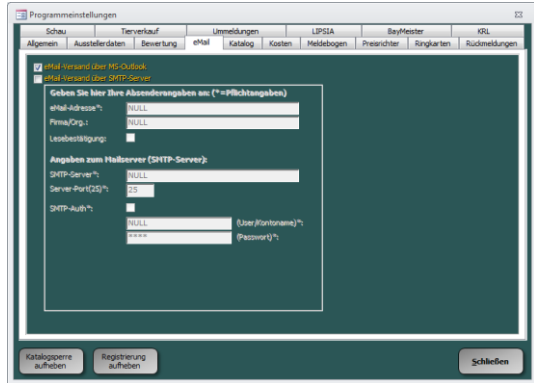 Programmeinstellungen
Schau Tierverkauf Ummeldungen LIPSIA BayMeister KRL
Allgemein Ausstellerdaten Bewertung eMail Katalog Kosten Meldebogen Preisrichter Ringkarten Rückmeldungen
eMail-Versand über MS-Outlook
eMail-Versand über SMTP-Server
Geben Sie hier Ihre Absenderangaben an: (*=Pflichtangaben)
eMail-Adresse*: NULL
Firma/Org.: NULL
Lesebestätigung:
Angaben zum Mailserver (SMTP-Server):
SMTP-Server*: NULL
Server-Port(25)*: 25
SMTP-Auth*:
NULL (User/Kontoname)*:
**** (Passwort)*:
Katalogsperre aufheben
Registrierung aufheben
Schließen